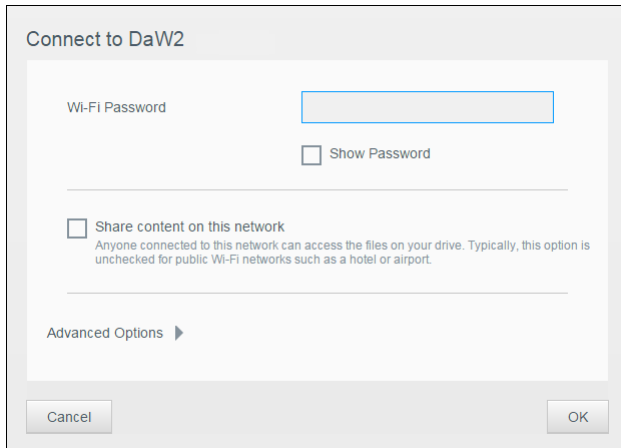 Connect to DaW2
Wi-Fi Password
Show Password
Share content on this network
Anyone connected to this network can access the files on your drive. Typically, this option is
unchecked for public Wi-Fi networks such as a hotel or airport.
Advanced Options
Cancel
OK